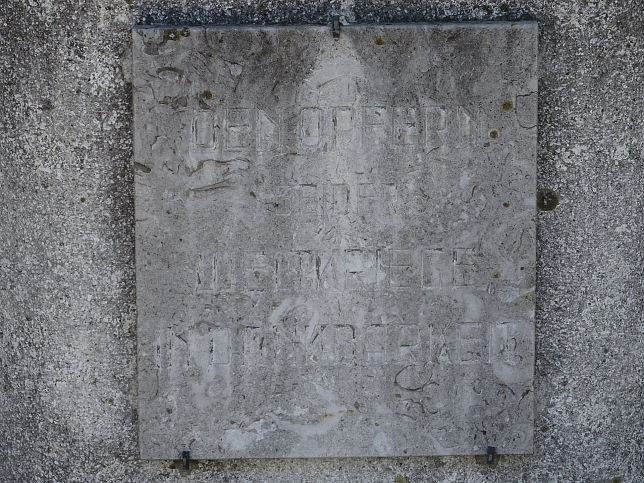 DEN OPFERN
BEIDER
WELTKRIEGE
IN DANKBARKEIT